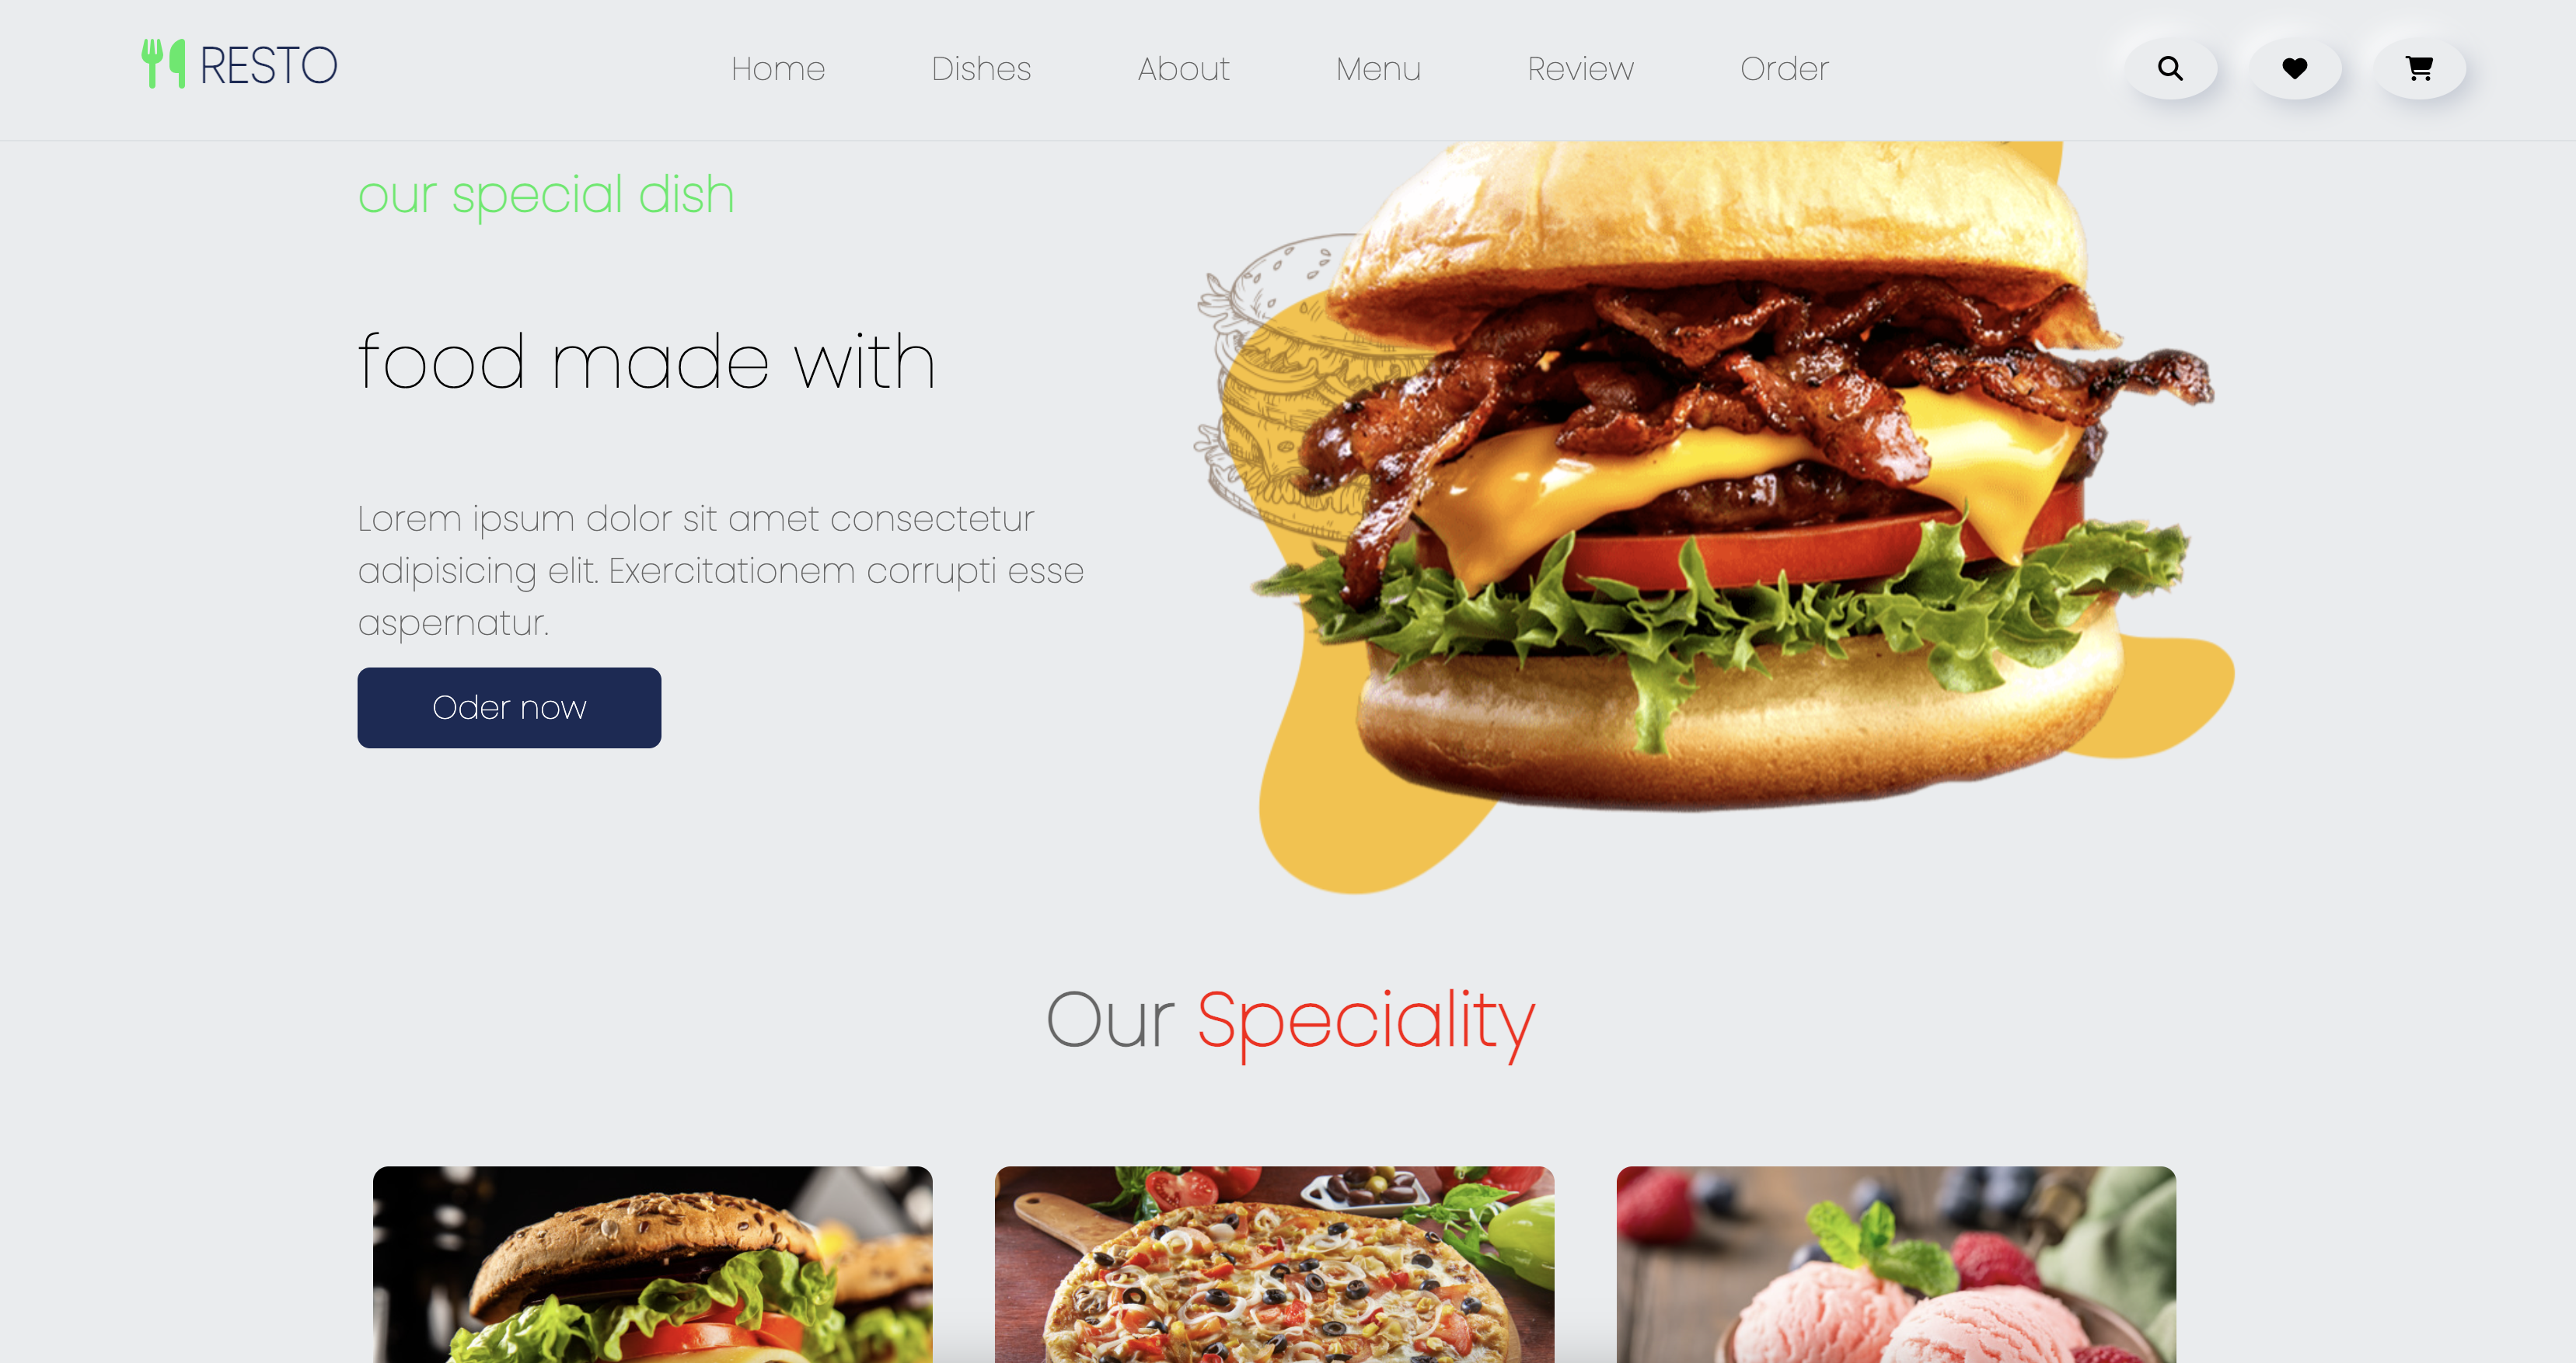 RESTO
Home Dishes About Menu Review Order
our special dish
food made with
Lorem ipsum dolor sit amet consectetur
adipisicing elit. Exercitationem corrupti esse
aspernatur.
Oder now
Our Speciality